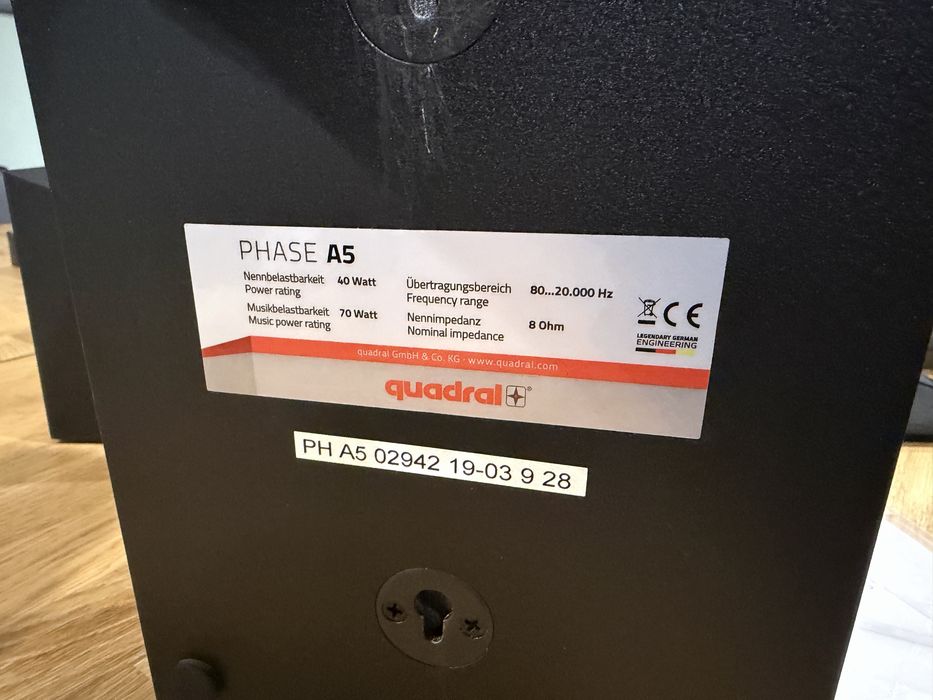 PHASE A5
Nennbelastbarkeit 40 Watt
Power rating
Musikbelastbarkeit 70 Watt
Music power rating
Übertragungsbereich 80...20.000 Hz
Frequency range
Nennimpedanz 8 Ohm
Nominal impedance
CE
LEGENDARY GERMAN
ENGINEERING
quadral GmbH & Co. KG · www.quadral.com
quadral®
PH A5 02942 19-03 9 28